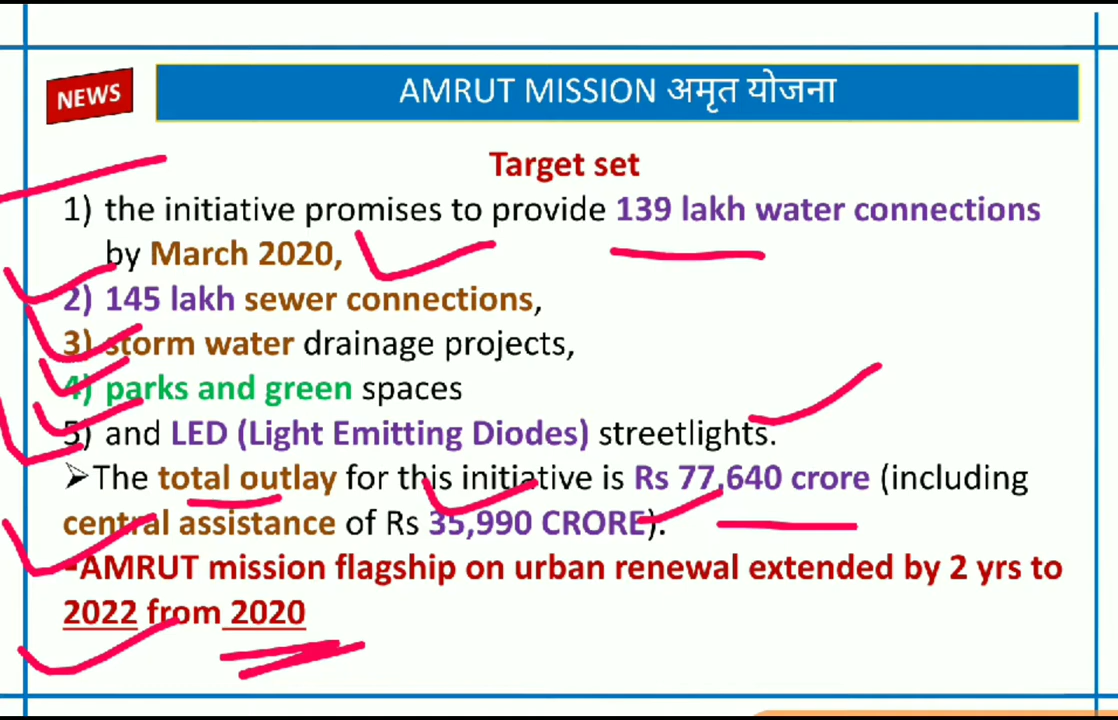 NEWS
AMRUT MISSION अमृत योजना
Target set
1) the initiative promises to provide 139 lakh water connections
by March 2020,
2) 145 lakh sewer connections,
3) storm water drainage projects,
4) parks and green spaces
5) and LED (Light Emitting Diodes) streetlights.
➢The total outlay for this initiative is Rs 77,640 crore (including
central assistance of Rs 35,990 CRORE).
-AMRUT mission flagship on urban renewal extended by 2 yrs to
2022 from 2020